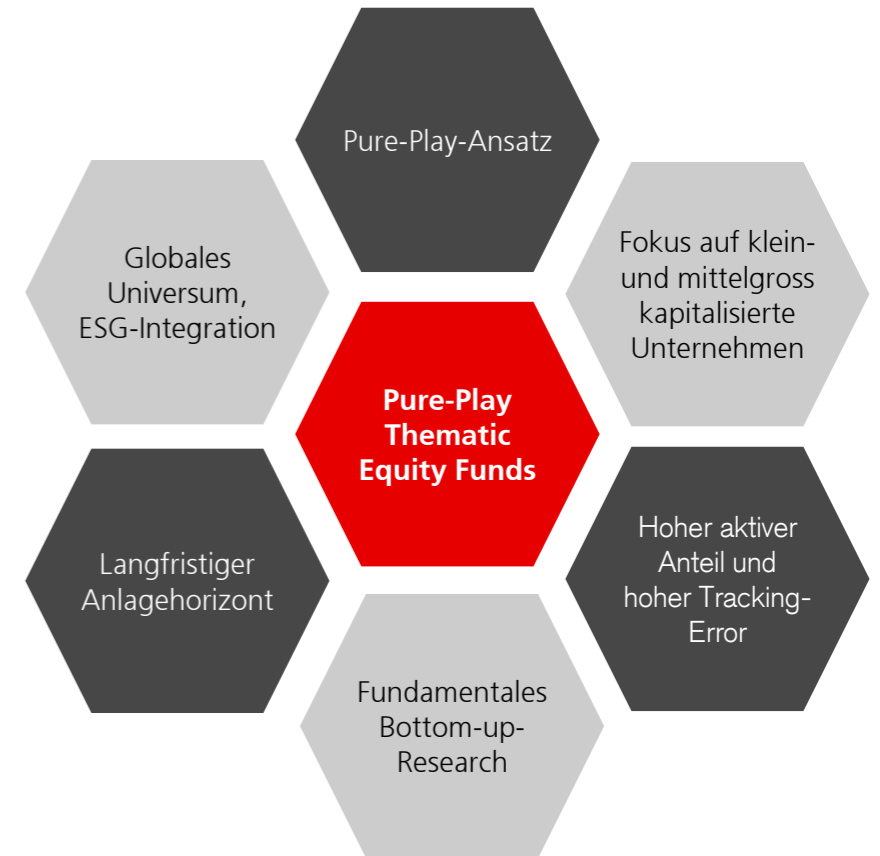 Pure-Play-Ansatz
Fokus auf klein-
und mittelgross
kapitalisierte
Unternehmen
Hoher aktiver
Anteil und
hoher Tracking-
Error
Fundamentales
Bottom-up-
Research
Langfristiger
Anlagehorizont
Globales
Universum,
ESG-Integration
Pure-Play
Thematic
Equity Funds